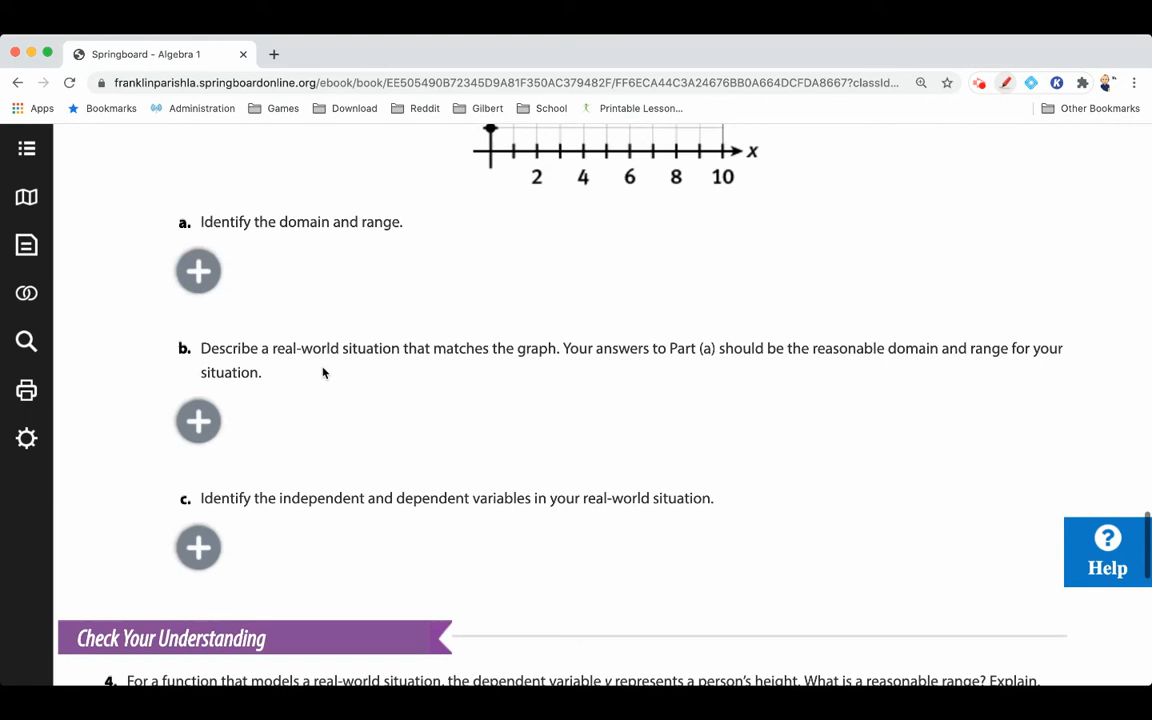 Springboard - Algebra 1
franklinparishla.springboardonline.org/ebook/book/EE505490B72345D9A81F350AC379482F/FF6ECA44C3A24676BB0A664DCFDA8667?classId...
Apps Bookmarks Administration Games Download Reddit Gilbert School Printable Lesson... Other Bookmarks
x
2 4 6 8 10
a. Identify the domain and range.
b. Describe a real-world situation that matches the graph. Your answers to Part (a) should be the reasonable domain and range for your
situation.
c. Identify the independent and dependent variables in your real-world situation.
Help
Check Your Understanding
4. For a function that models a real-world situation, the dependent variable y represents a person's height. What is a reasonable range? Explain.